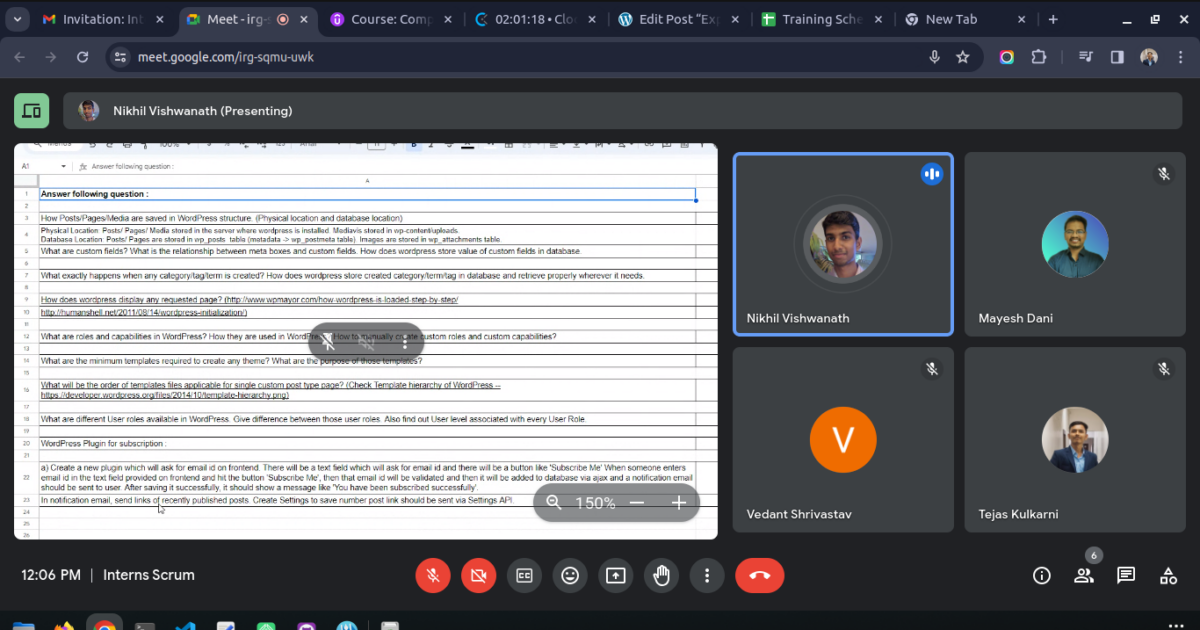 Invitation: Int
Meet - irg-
Course: Comp
02:01:18 • Clo
Edit Post "Exp
Training Sche
New Tab
meet.google.com/irg-sqmu-uwk
Nikhil Vishwanath (Presenting)
A1
fx Answer following question :
A
1 Answer following question :
2
3 How Posts/Pages/Media are saved in WordPress structure. (Physical location and database location)
4 Physical Location Posts/ Pages/ Media stored in the server where wordpress is installed. Mediavis stored in wp-content/uploads.
Database Location Posts/ Pages are stored in wp_posts table (metadata -> wp_postmeta table). Images are stored in wp_attachments table.
5 What are custom fields? What is the relationship between meta boxes and custom fields. How does wordpress store value of custom fields in database.
6
7 What exactly happens when any category/tag/term is created? How does wordpress store created category/term/tag in database and retrieve properly wherever it needs.
8
9 How does wordpress display any requested page? (http://www.wpmayor.com/how-wordpress-is-loaded-step-by-step/
10 http://humanshell.net/2011/08/14/wordpress-initialization/)
11
12 What are roles and capabilities in WordPress? How they are used in WordPre How to manually create custom roles and custom capabilities?
13
14 What are the minimum templates required to create any theme? What are the purpose of those templates?
15
16 What will be the order of templates files applicable for single custom post type page? (Check Template hierarchy of WordPress --
https://developer.wordpress.org/files/2014/10/template-hierarchy.png)
17
18 What are different User roles available in WordPress. Give difference between those user roles. Also find out User level associated with every User Role.
19
20 WordPress Plugin for subscription :
21
22 a) Create a new plugin which will ask for email id on frontend. There will be a text field which will ask for email id and there will be a button like 'Subscribe Me' When someone enters
email id in the text field provided on frontend and hit the button 'Subscribe Me', then that email id will be validated and then it will be added to database via ajax and a notification email
should be sent to user. After saving it successfully, it should show a message like 'You have been subscribed successfully'.
23 In notification email, send links of recently published posts. Create Settings to save number post link should be sent via Settings API.
24
25
26
150%
Nikhil Vishwanath
Mayesh Dani
V
Vedant Shrivastav
Tejas Kulkarni
12:06 PM | Interns Scrum
6